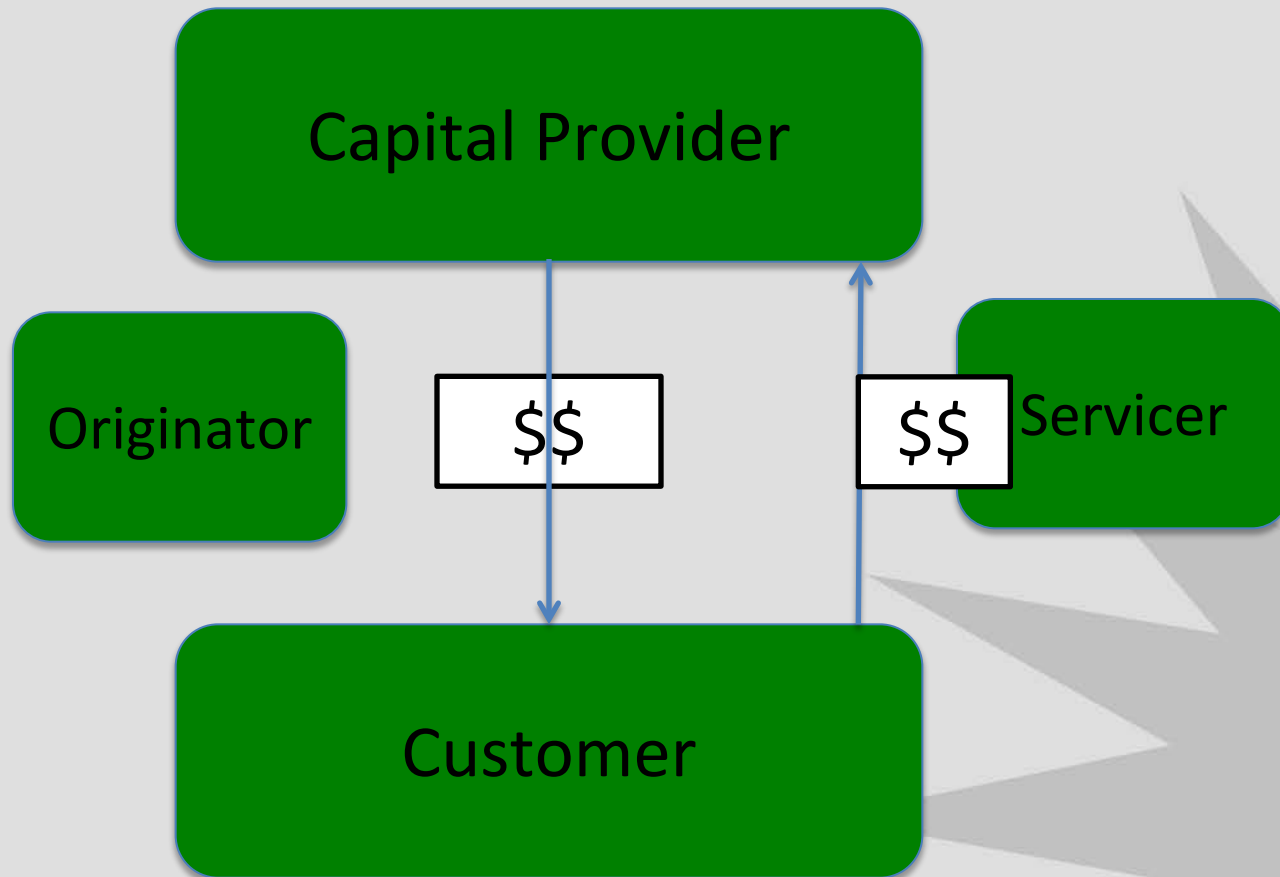 Capital Provider
Originator
$$
$$
Servicer
Customer